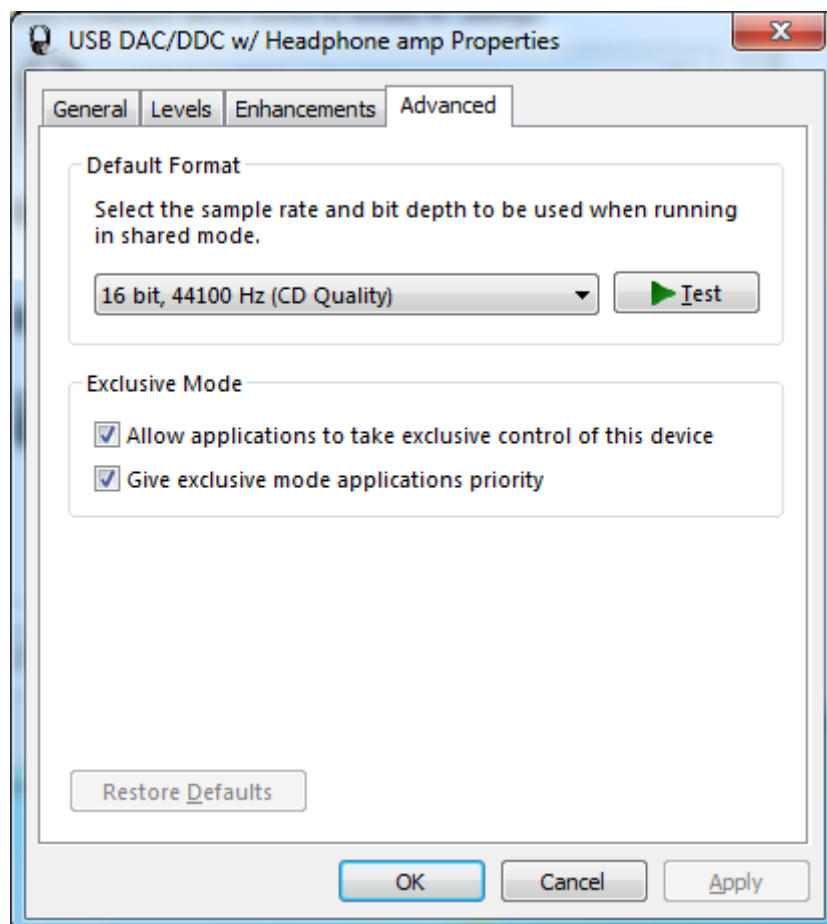 USB DAC/DDC w/ Headphone amp Properties
General Levels Enhancements Advanced
Default Format
Select the sample rate and bit depth to be used when running
in shared mode.
16 bit, 44100 Hz (CD Quality) Test
Exclusive Mode
Allow applications to take exclusive control of this device
Give exclusive mode applications priority
Restore Defaults
OK Cancel Apply